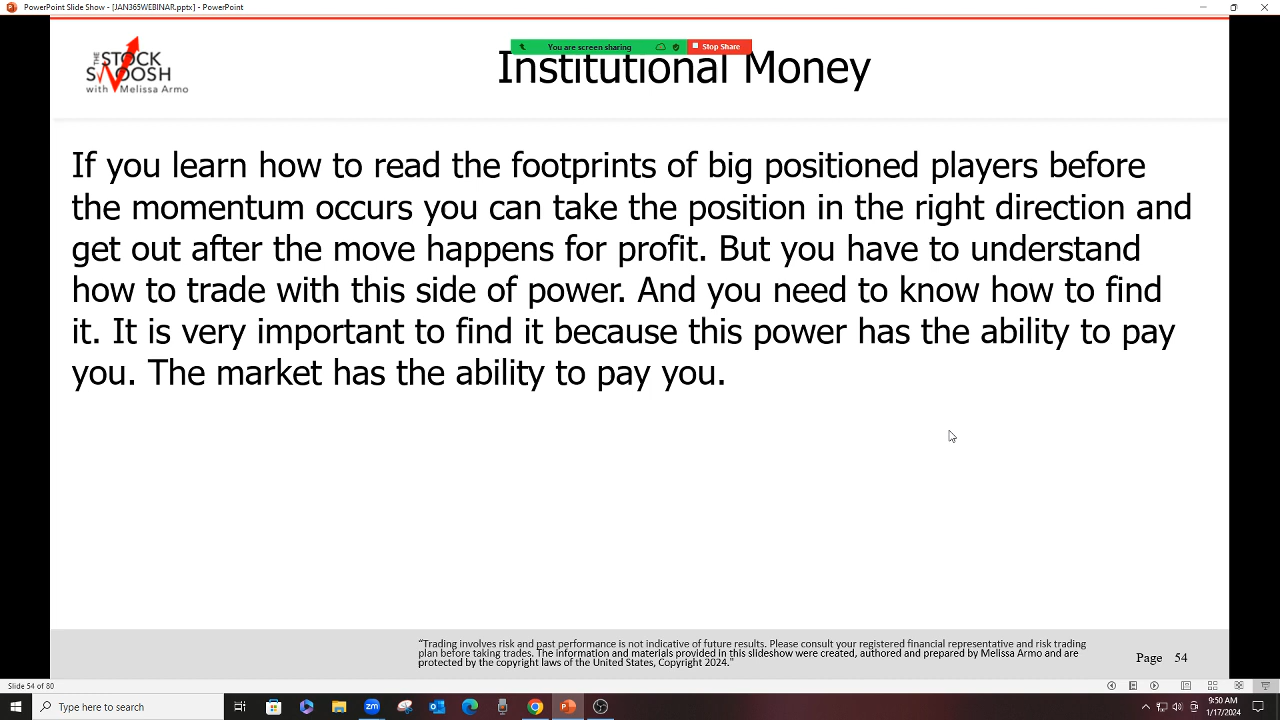 PowerPoint Slide Show - [JAN365WEBINAR.pptx] - PowerPoint
You are screen sharing
Stop Share
THE STOCK
SWOOSH
with Melissa Armo
Institutional Money
If you learn how to read the footprints of big positioned players before
the momentum occurs you can take the position in the right direction and
get out after the move happens for profit. But you have to understand
how to trade with this side of power. And you need to know how to find
it. It is very important to find it because this power has the ability to pay
you. The market has the ability to pay you.
"Trading involves risk and past performance is not indicative of future results. Please consult your registered financial representative and risk trading
plan before taking trades. The information and materials provided in this slideshow were created, authored and prepared by Melissa Armo and are
protected by the copyright laws of the United States, Copyright 2024."
Page 54
Slide 54 of 80
Type here to search
zm
9:50 AM
1/17/2024